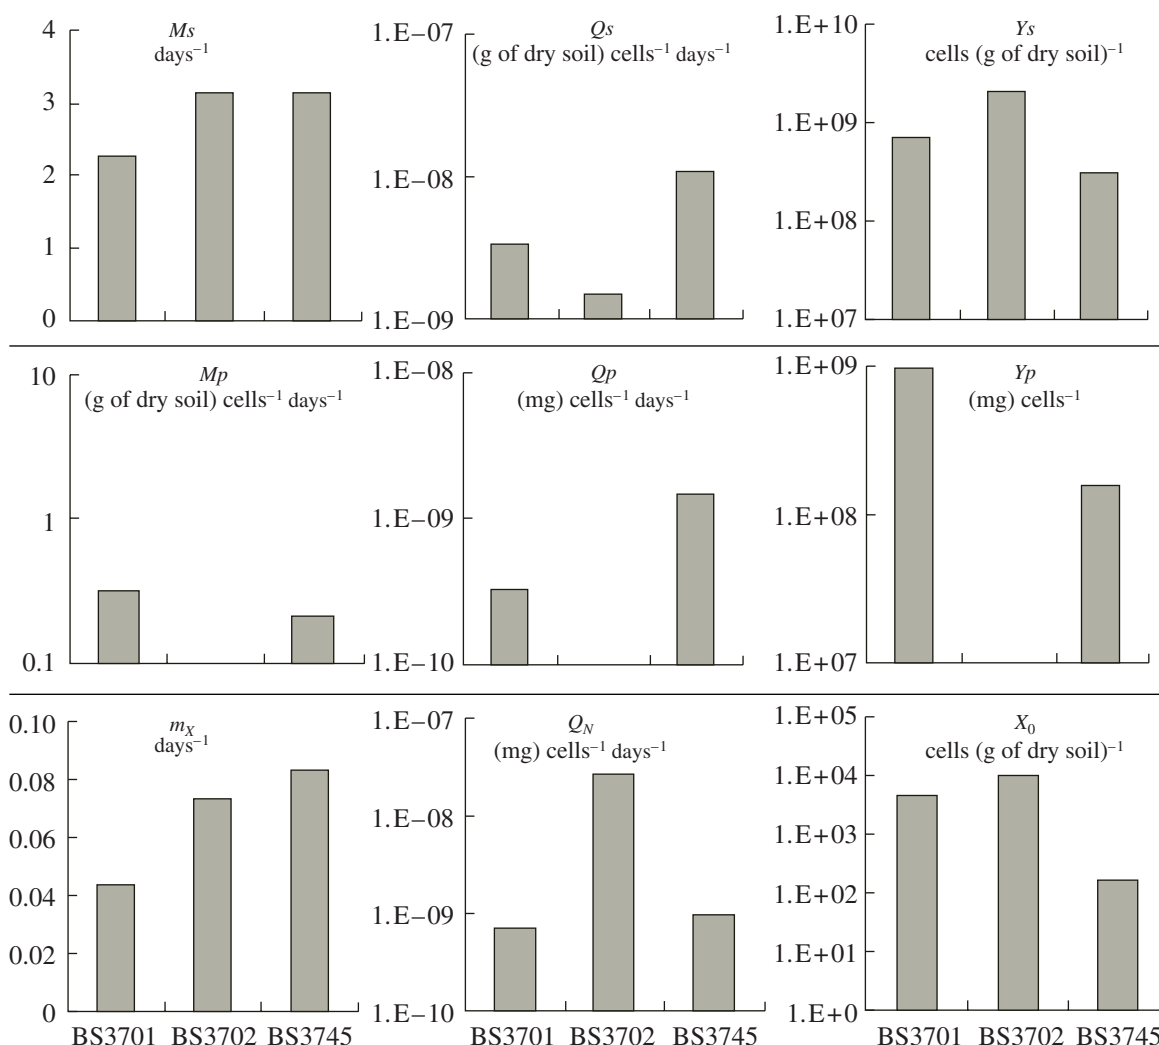 Ms
days⁻¹
4
3
2
1
0
Qs
(g of dry soil) cells⁻¹ days⁻¹
1.E–07
1.E–08
1.E–09
Ys
cells (g of dry soil)⁻¹
1.E+10
1.E+09
1.E+08
1.E+07
Mp
(g of dry soil) cells⁻¹ days⁻¹
10
1
0.1
Qp
(mg) cells⁻¹ days⁻¹
1.E–08
1.E–09
1.E–10
Yp
(mg) cells⁻¹
1.E+09
1.E+08
1.E+07
m_X
days⁻¹
0.10
0.08
0.06
0.04
0.02
0
BS3701 BS3702 BS3745
Q_N
(mg) cells⁻¹ days⁻¹
1.E–07
1.E–08
1.E–09
1.E–10
BS3701 BS3702 BS3745
X₀
cells (g of dry soil)⁻¹
1.E+05
1.E+04
1.E+03
1.E+02
1.E+01
1.E+0
BS3701 BS3702 BS3745